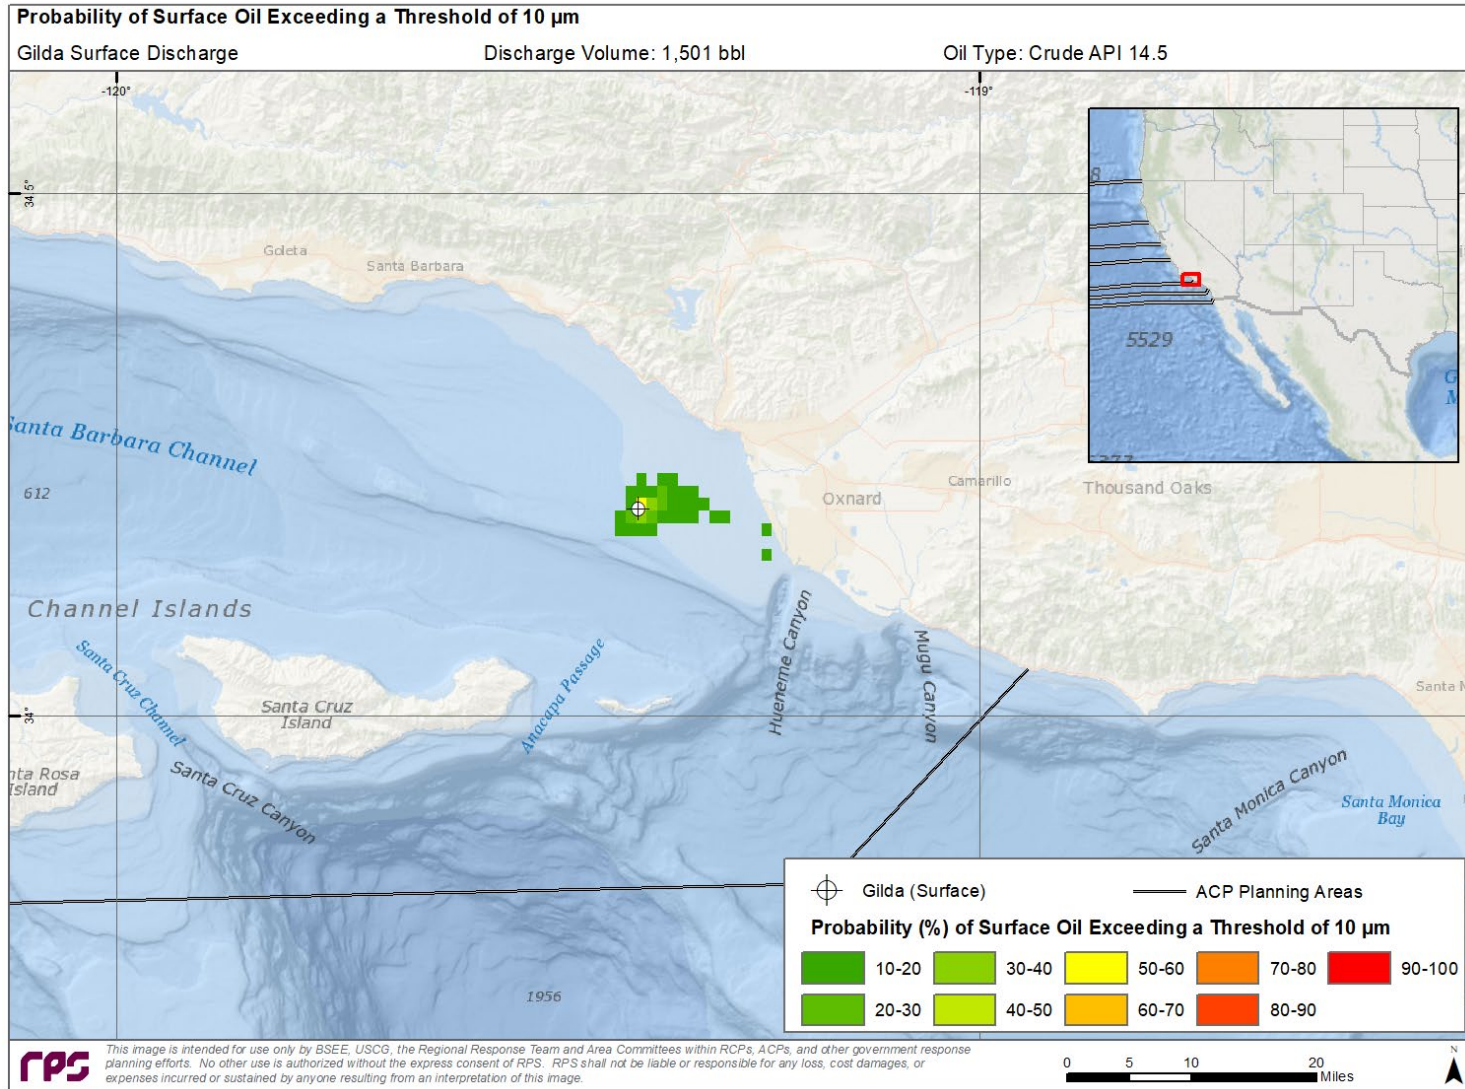 Probability of Surface Oil Exceeding a Threshold of 10 µm
Gilda Surface Discharge
Discharge Volume: 1,501 bbl
Oil Type: Crude API 14.5
-120°
-119°
34.5°
34°
8
5529
G
M
5377
Goleta
Santa Barbara
Santa Barbara Channel
612
Oxnard
Camarillo
Thousand Oaks
Channel Islands
Santa Cruz Channel
Santa Cruz
Island
Anacapa Passage
Hueneme Canyon
Mugu Canyon
Santa M
nta Rosa
Island
Santa Cruz Canyon
Santa Monica Canyon
Santa Monica
Bay
1956
Gilda (Surface)
ACP Planning Areas
Probability (%) of Surface Oil Exceeding a Threshold of 10 µm
10-20 30-40 50-60 70-80 90-100
20-30 40-50 60-70 80-90
rps
This image is intended for use only by BSEE, USCG, the Regional Response Team and Area Committees within RCPs, ACPs, and other government response
planning efforts. No other use is authorized without the express consent of RPS. RPS shall not be liable or responsible for any loss, cost damages, or
expenses incurred or sustained by anyone resulting from an interpretation of this image.
0 5 10 20
Miles
N